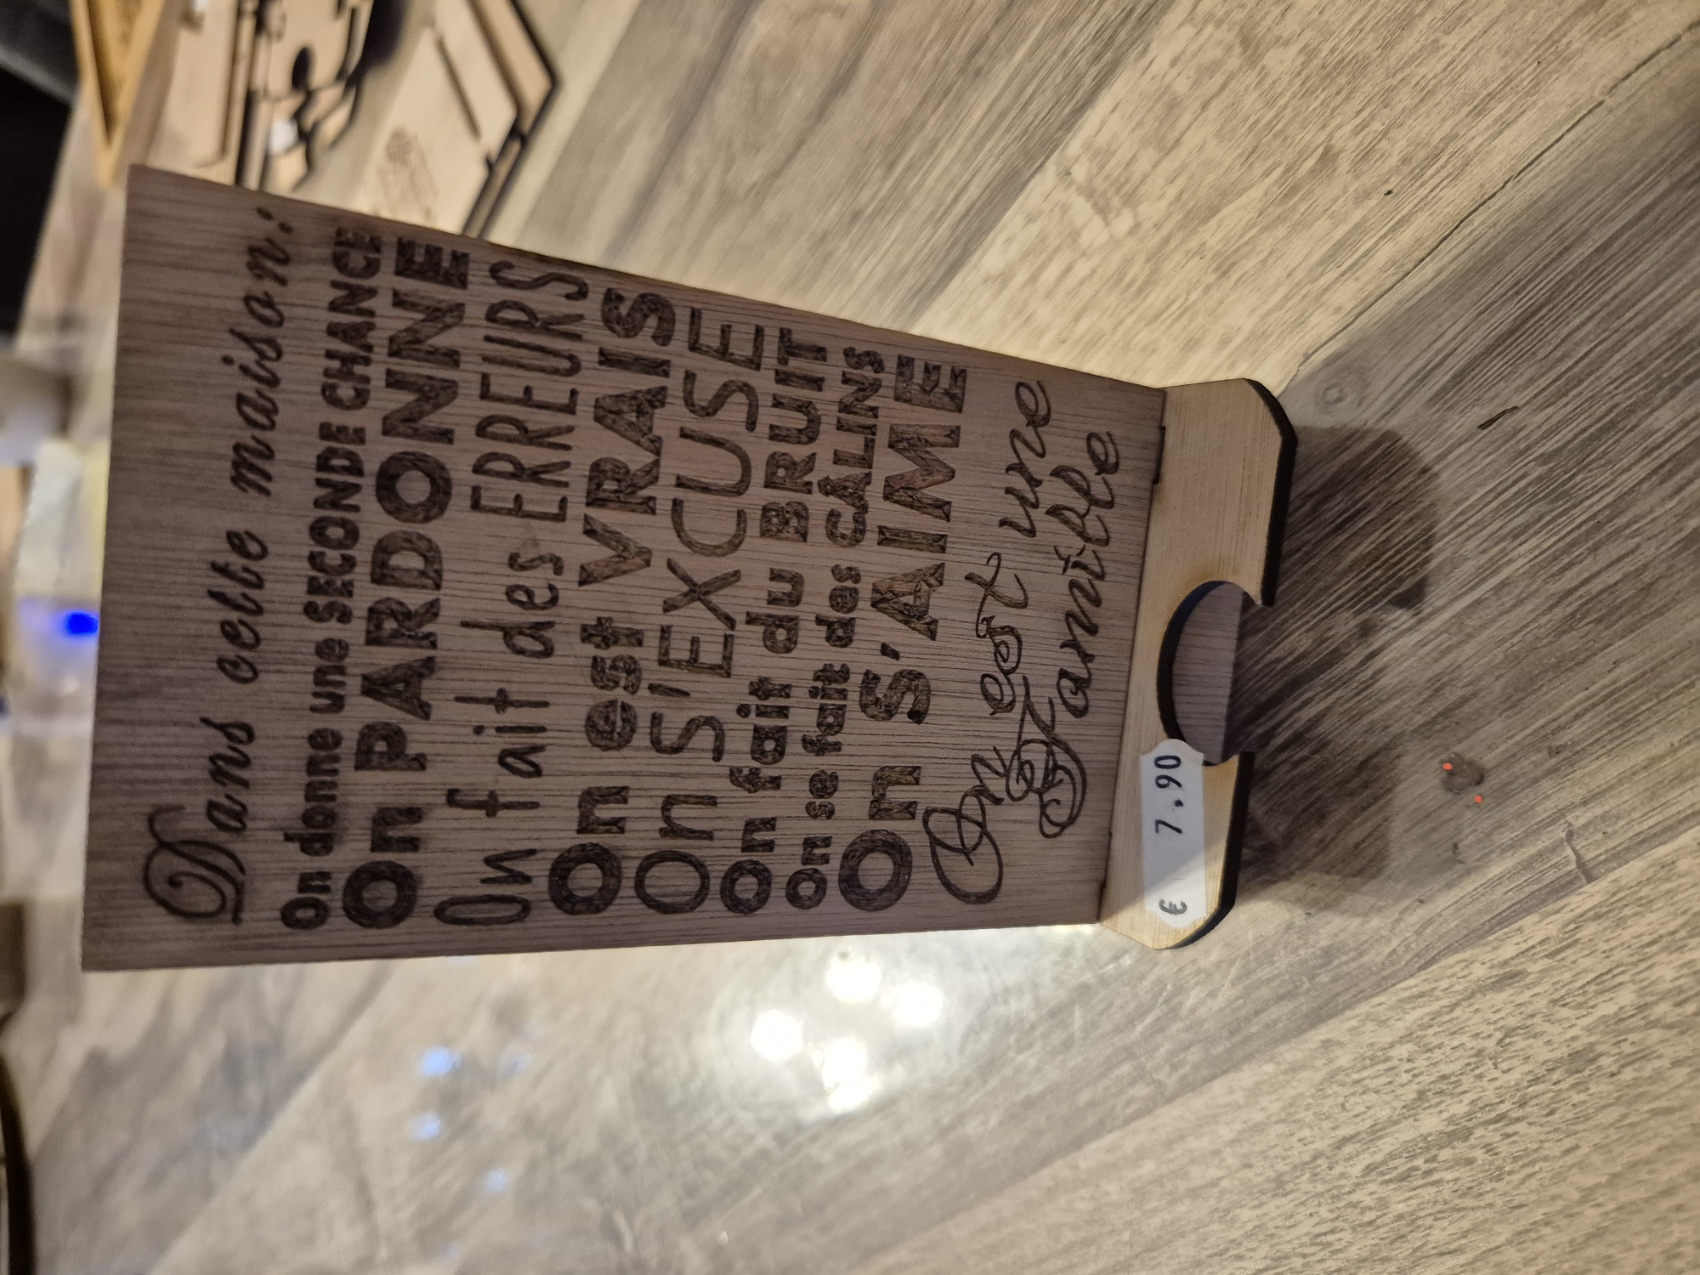 Dans cette maison:
On donne une SECONDE CHANCE
On PARDONNE
On fait des ERREURS
On est VRAIS
On S'EXCUSE
On fait du BRUIT
On se fait des CÂLINS
On S'AIME
On est une
Famille
€ 7.90